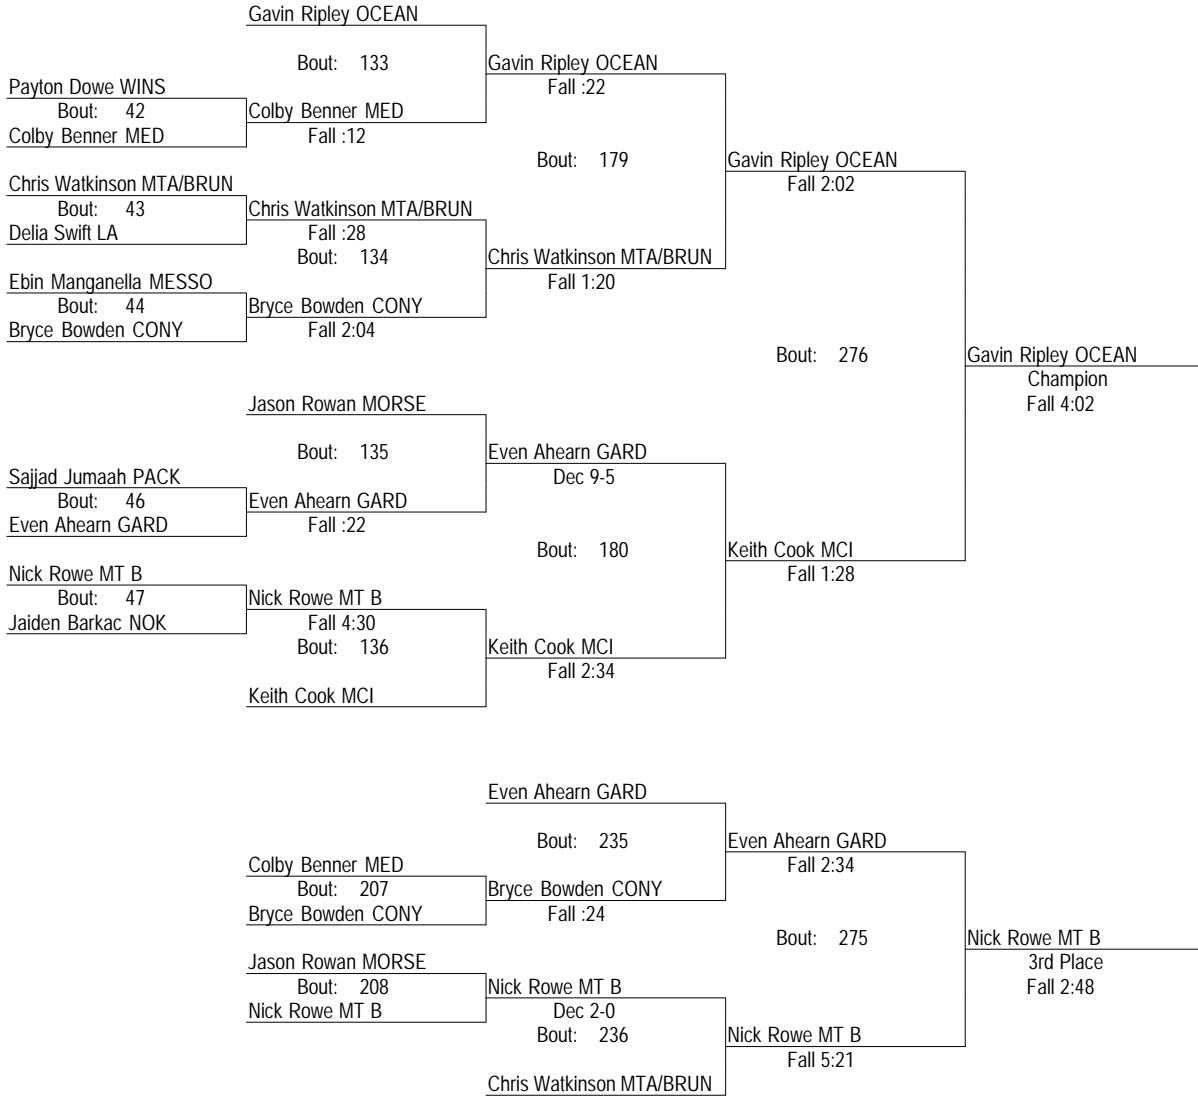 Gavin Ripley OCEAN
Bout: 133
Gavin Ripley OCEAN
Payton Dowe WINS
Fall :22
Bout: 42
Colby Benner MED
Colby Benner MED
Fall :12
Bout: 179
Gavin Ripley OCEAN
Chris Watkinson MTA/BRUN
Fall 2:02
Bout: 43
Chris Watkinson MTA/BRUN
Delia Swift LA
Fall :28
Bout: 134
Chris Watkinson MTA/BRUN
Ebin Manganella MESSO
Fall 1:20
Bout: 44
Bryce Bowden CONY
Bryce Bowden CONY
Fall 2:04
Bout: 276
Gavin Ripley OCEAN
Champion
Jason Rowan MORSE
Fall 4:02
Bout: 135
Even Ahearn GARD
Sajjad Jumaah PACK
Dec 9-5
Bout: 46
Even Ahearn GARD
Even Ahearn GARD
Fall :22
Bout: 180
Keith Cook MCI
Nick Rowe MT B
Fall 1:28
Bout: 47
Nick Rowe MT B
Jaiden Barkac NOK
Fall 4:30
Bout: 136
Keith Cook MCI
Fall 2:34
Keith Cook MCI
Even Ahearn GARD
Bout: 235
Even Ahearn GARD
Colby Benner MED
Fall 2:34
Bout: 207
Bryce Bowden CONY
Bryce Bowden CONY
Fall :24
Bout: 275
Nick Rowe MT B
Jason Rowan MORSE
3rd Place
Bout: 208
Nick Rowe MT B
Fall 2:48
Nick Rowe MT B
Dec 2-0
Bout: 236
Nick Rowe MT B
Fall 5:21
Chris Watkinson MTA/BRUN